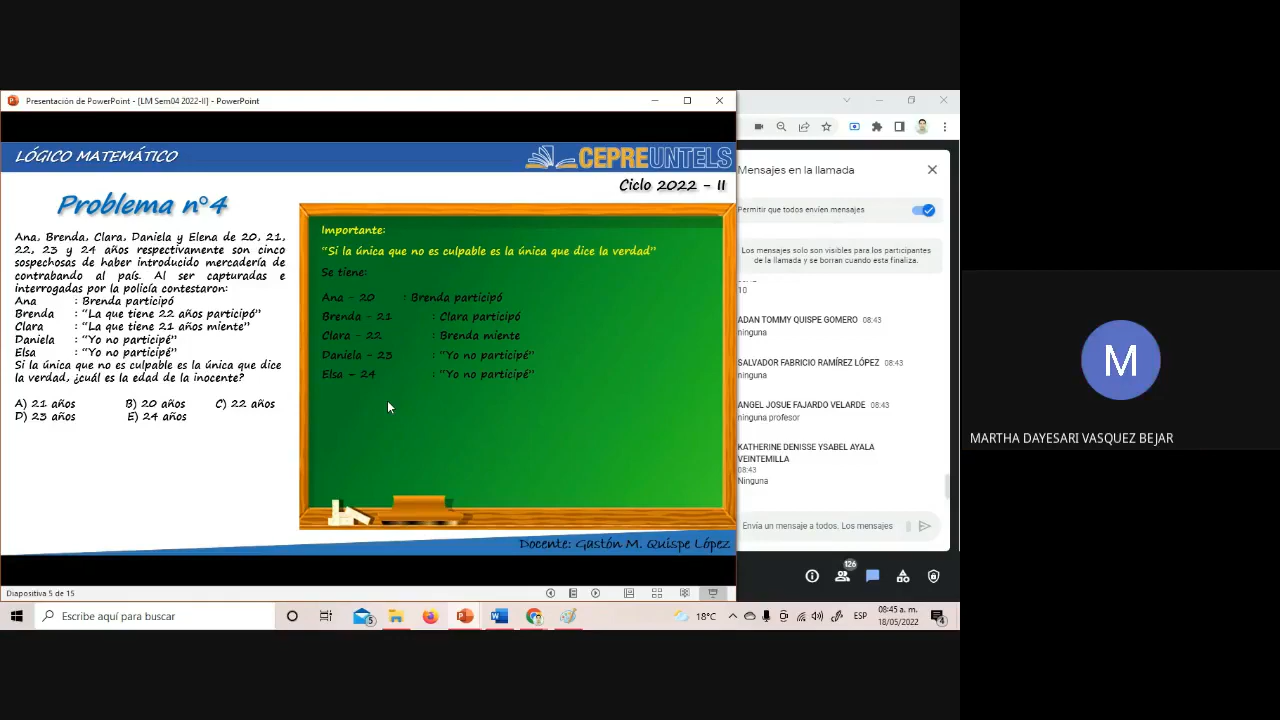 Presentación de PowerPoint - [LM Sem04 2022-II] - PowerPoint
LÓGICO MATEMÁTICO
CEPREUNTELS
Ciclo 2022 - II
Problema n°4
Ana, Brenda, Clara, Daniela y Elena de 20, 21,
22, 23 y 24 años respectivamente son cinco
sospechosas de haber introducido mercadería de
contrabando al país. Al ser capturadas e
interrogadas por la policía contestaron:
Ana : Brenda participó
Brenda : "La que tiene 22 años participó"
Clara : "La que tiene 21 años miente"
Daniela : "Yo no participé"
Elsa : "Yo no participé"
Si la única que no es culpable es la única que dice
la verdad, ¿cuál es la edad de la inocente?
A) 21 años B) 20 años C) 22 años
D) 23 años E) 24 años
Importante:
"Si la única que no es culpable es la única que dice la verdad"
Se tiene:
Ana - 20 : Brenda participó
Brenda - 21 : Clara participó
Clara - 22 : Brenda miente
Daniela - 23 : "Yo no participé"
Elsa - 24 : "Yo no participé"
Docente: Gastón M. Quispe López
Diapositiva 5 de 15
Mensajes en la llamada
Permitir que todos envíen mensajes
Los mensajes solo son visibles para los participantes
de la llamada y se borran cuando esta finaliza.
10
ADAN TOMMY QUISPE GOMERO 08:43
ninguna
SALVADOR FABRICIO RAMÍREZ LÓPEZ 08:43
ninguna
ANGEL JOSUE FAJARDO VELARDE 08:43
ninguna profesor
KATHERINE DENISSE YSABEL AYALA
VEINTEMILLA
08:43
Ninguna
Envía un mensaje a todos. Los mensajes
126
M
MARTHA DAYESARI VASQUEZ BEJAR
Escribe aquí para buscar
5
18°C
ESP
08:45 a. m.
18/05/2022
4